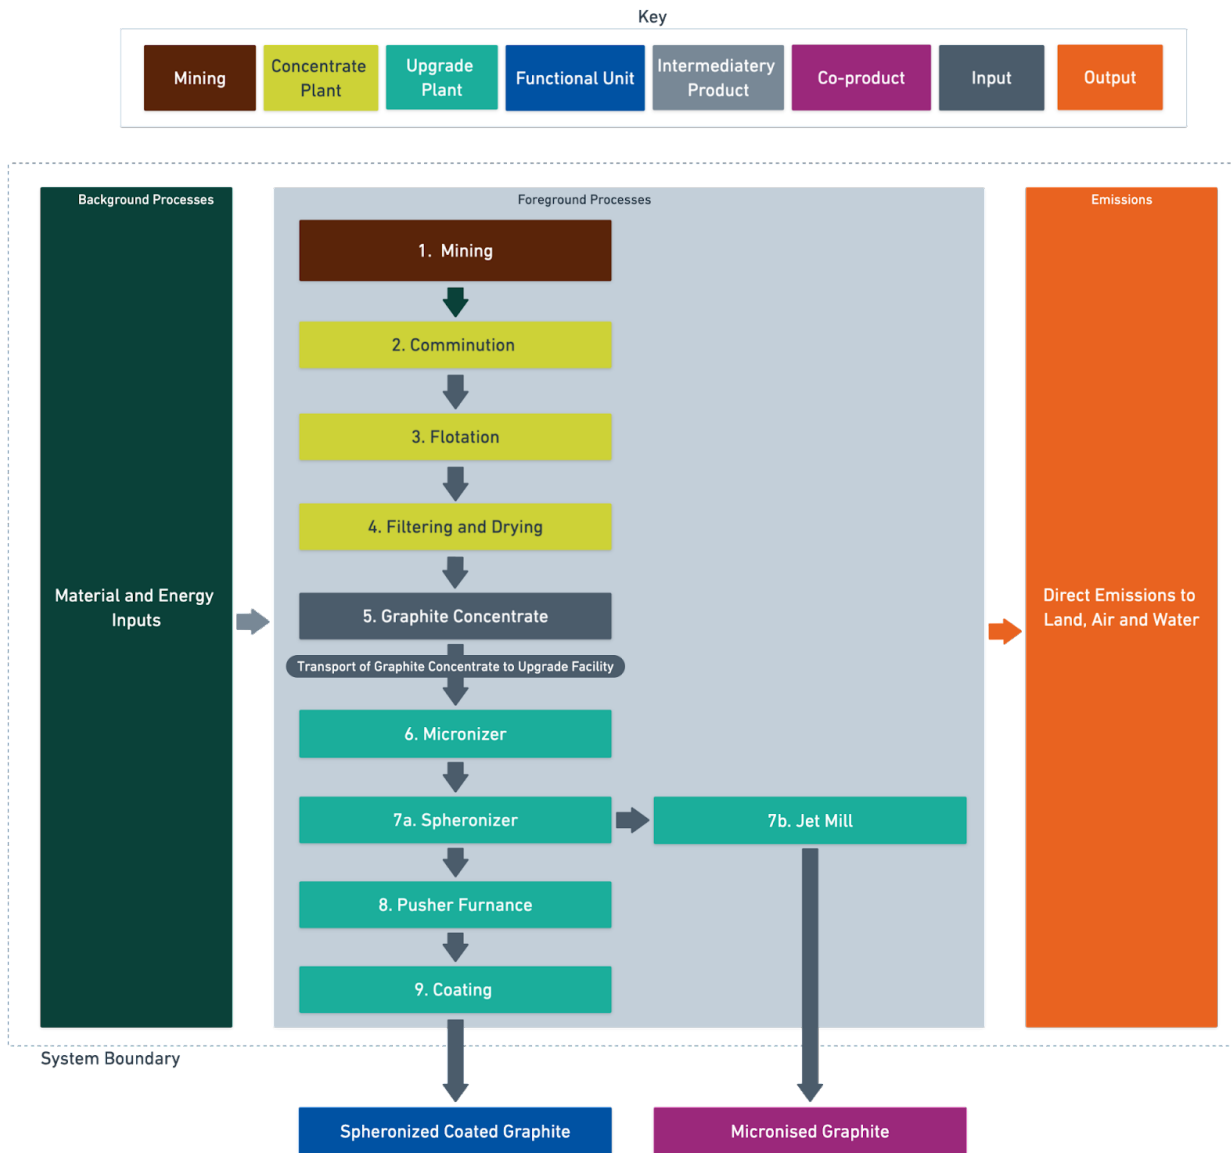 Key
Mining
Concentrate
Plant
Upgrade
Plant
Functional Unit
Intermediatery
Product
Co-product
Input
Output
Background Processes
Foreground Processes
Emissions
1. Mining
2. Comminution
3. Flotation
4. Filtering and Drying
Material and Energy
Inputs
5. Graphite Concentrate
Direct Emissions to
Land, Air and Water
Transport of Graphite Concentrate to Upgrade Facility
6. Micronizer
7a. Spheronizer
7b. Jet Mill
8. Pusher Furnance
9. Coating
System Boundary
Spheronized Coated Graphite
Micronised Graphite